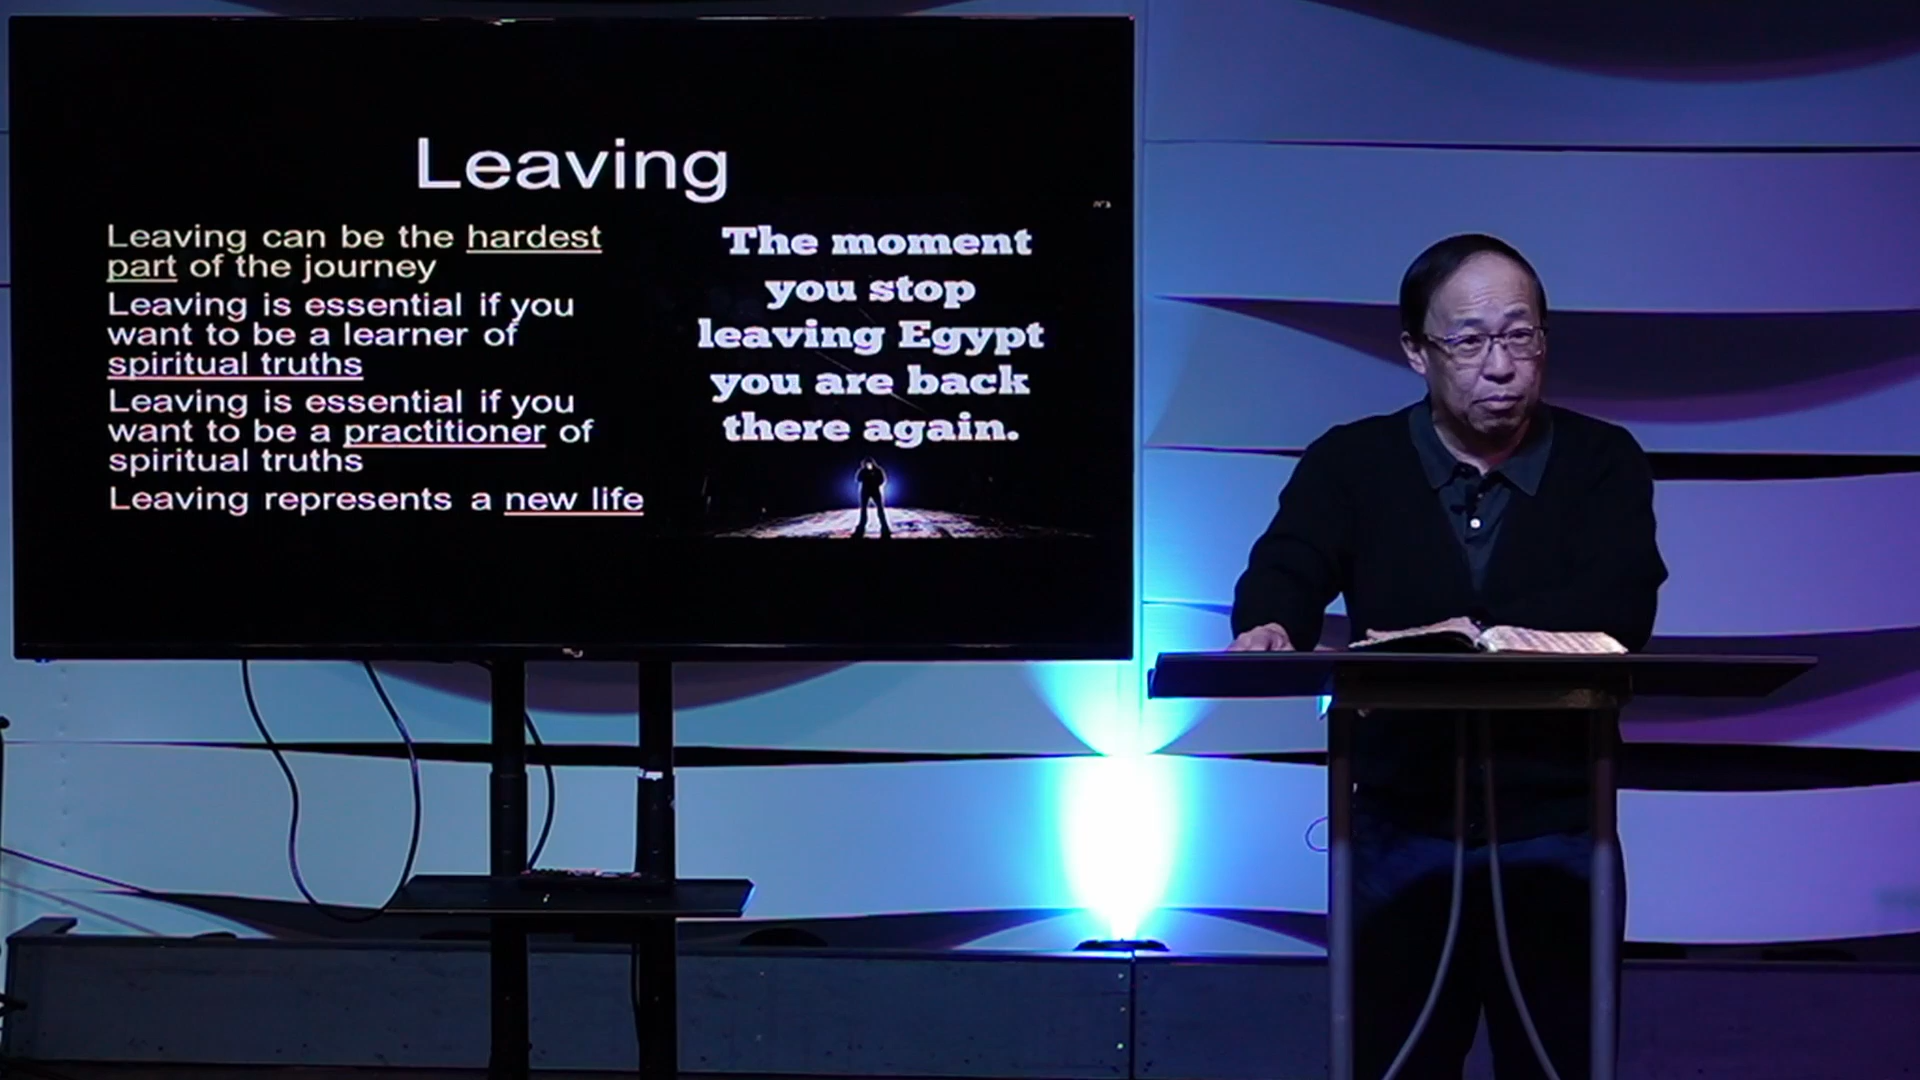 Leaving
Leaving can be the hardest
part of the journey
Leaving is essential if you
want to be a learner of
spiritual truths
Leaving is essential if you
want to be a practitioner of
spiritual truths
Leaving represents a new life
The moment
you stop
leaving Egypt
you are back
there again.